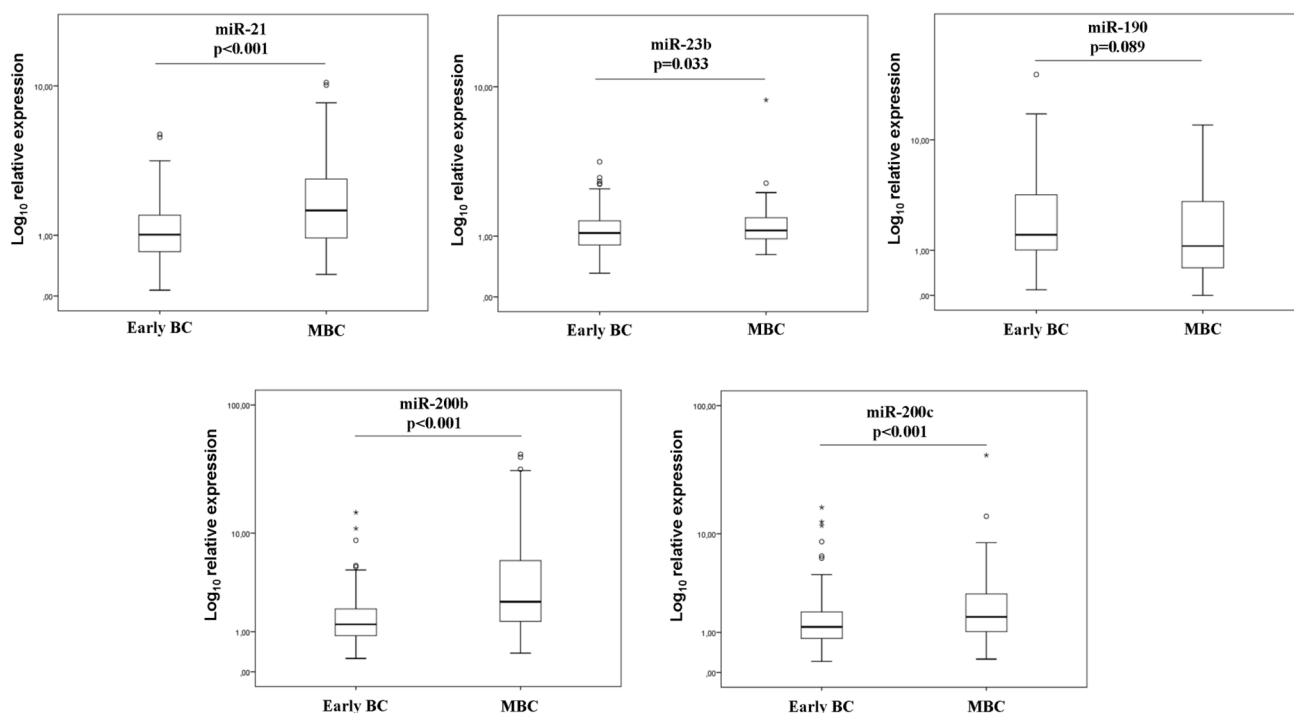 miR-21
p<0.001
Log10 relative expression
10,00
1,00
,00
Early BC
MBC
miR-23b
p=0.033
Log10 relative expression
10,00
1,00
,00
Early BC
MBC
miR-190
p=0.089
Log10 relative expression
10,00
1,00
,00
Early BC
MBC
miR-200b
p<0.001
Log10 relative expression
100,00
10,00
1,00
,00
Early BC
MBC
miR-200c
p<0.001
Log10 relative expression
100,00
10,00
1,00
,00
Early BC
MBC